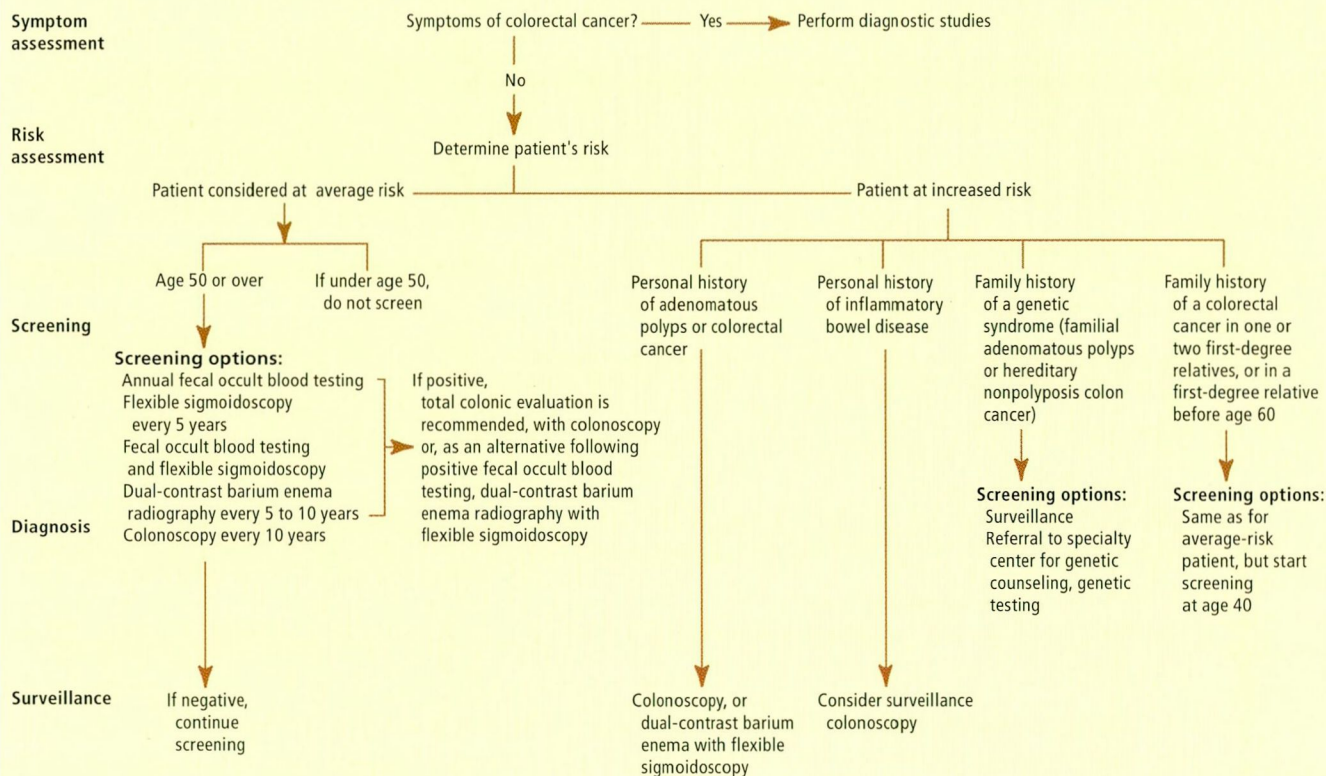 Symptom
assessment
Symptoms of colorectal cancer?
Yes
Perform diagnostic studies
No
Risk
assessment
Determine patient's risk
Patient considered at average risk
Patient at increased risk
Age 50 or over
If under age 50,
do not screen
Personal history
of adenomatous
polyps or colorectal
cancer
Personal history
of inflammatory
bowel disease
Family history
of a genetic
syndrome (familial
adenomatous polyps
or hereditary
nonpolyposis colon
cancer)
Family history
of a colorectal
cancer in one or
two first-degree
relatives, or in a
first-degree relative
before age 60
Screening
Screening options:
Annual fecal occult blood testing
Flexible sigmoidoscopy
every 5 years
Fecal occult blood testing
and flexible sigmoidoscopy
Dual-contrast barium enema
radiography every 5 to 10 years
Colonoscopy every 10 years
If positive,
total colonic evaluation is
recommended, with colonoscopy
or, as an alternative following
positive fecal occult blood
testing, dual-contrast barium
enema radiography with
flexible sigmoidoscopy
Screening options:
Surveillance
Referral to specialty
center for genetic
counseling, genetic
testing
Screening options:
Same as for
average-risk
patient, but start
screening
at age 40
Diagnosis
Surveillance
If negative,
continue
screening
Colonoscopy, or
dual-contrast barium
enema with flexible
sigmoidoscopy
Consider surveillance
colonoscopy